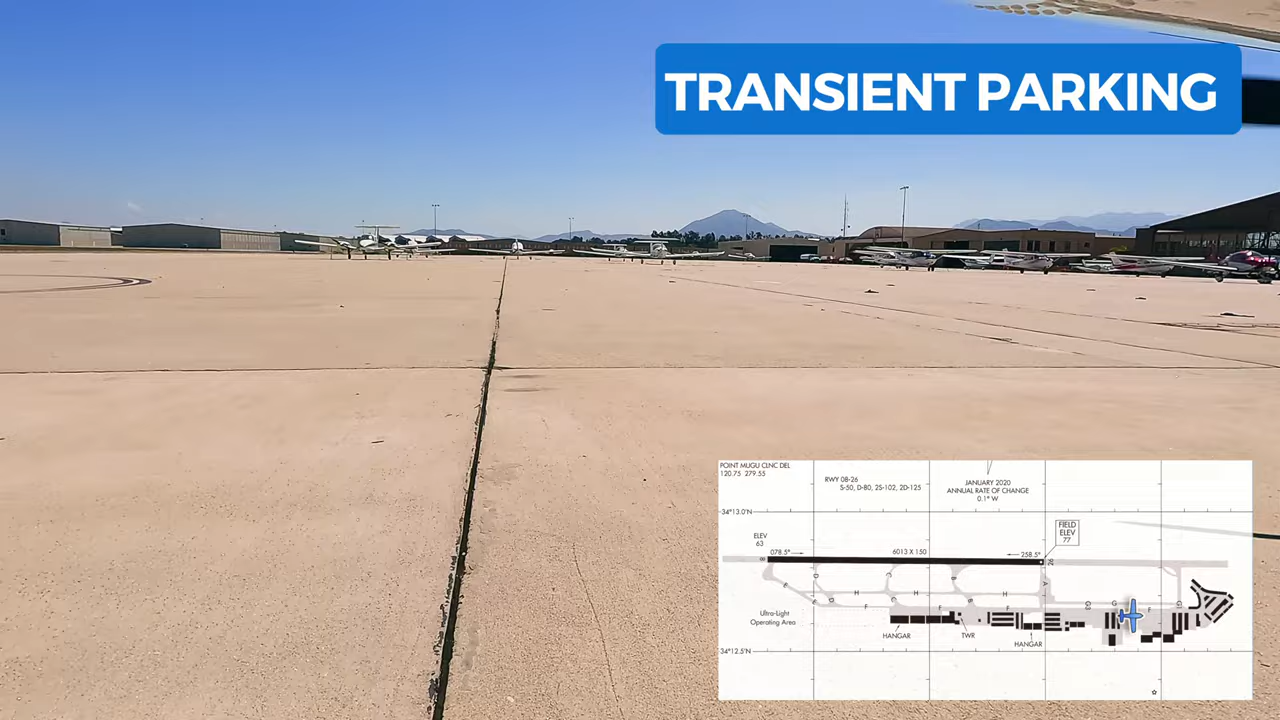 TRANSIENT PARKING
POINT MUGU CLNC DEL
120.75 279.55
RWY 08-26
S-50, D-80, 2S-102, 2D-125
JANUARY 2020
ANNUAL RATE OF CHANGE
0.1° W
34°13.0'N
ELEV
63
FIELD
ELEV
77
078.5°
6013 X 150
258.5°
8
26
A
D
C
B
H
H
H
D
C
B
F
F
F
G
F
Ultra-Light
Operating Area
HANGAR
TWR
HANGAR
34°12.5'N